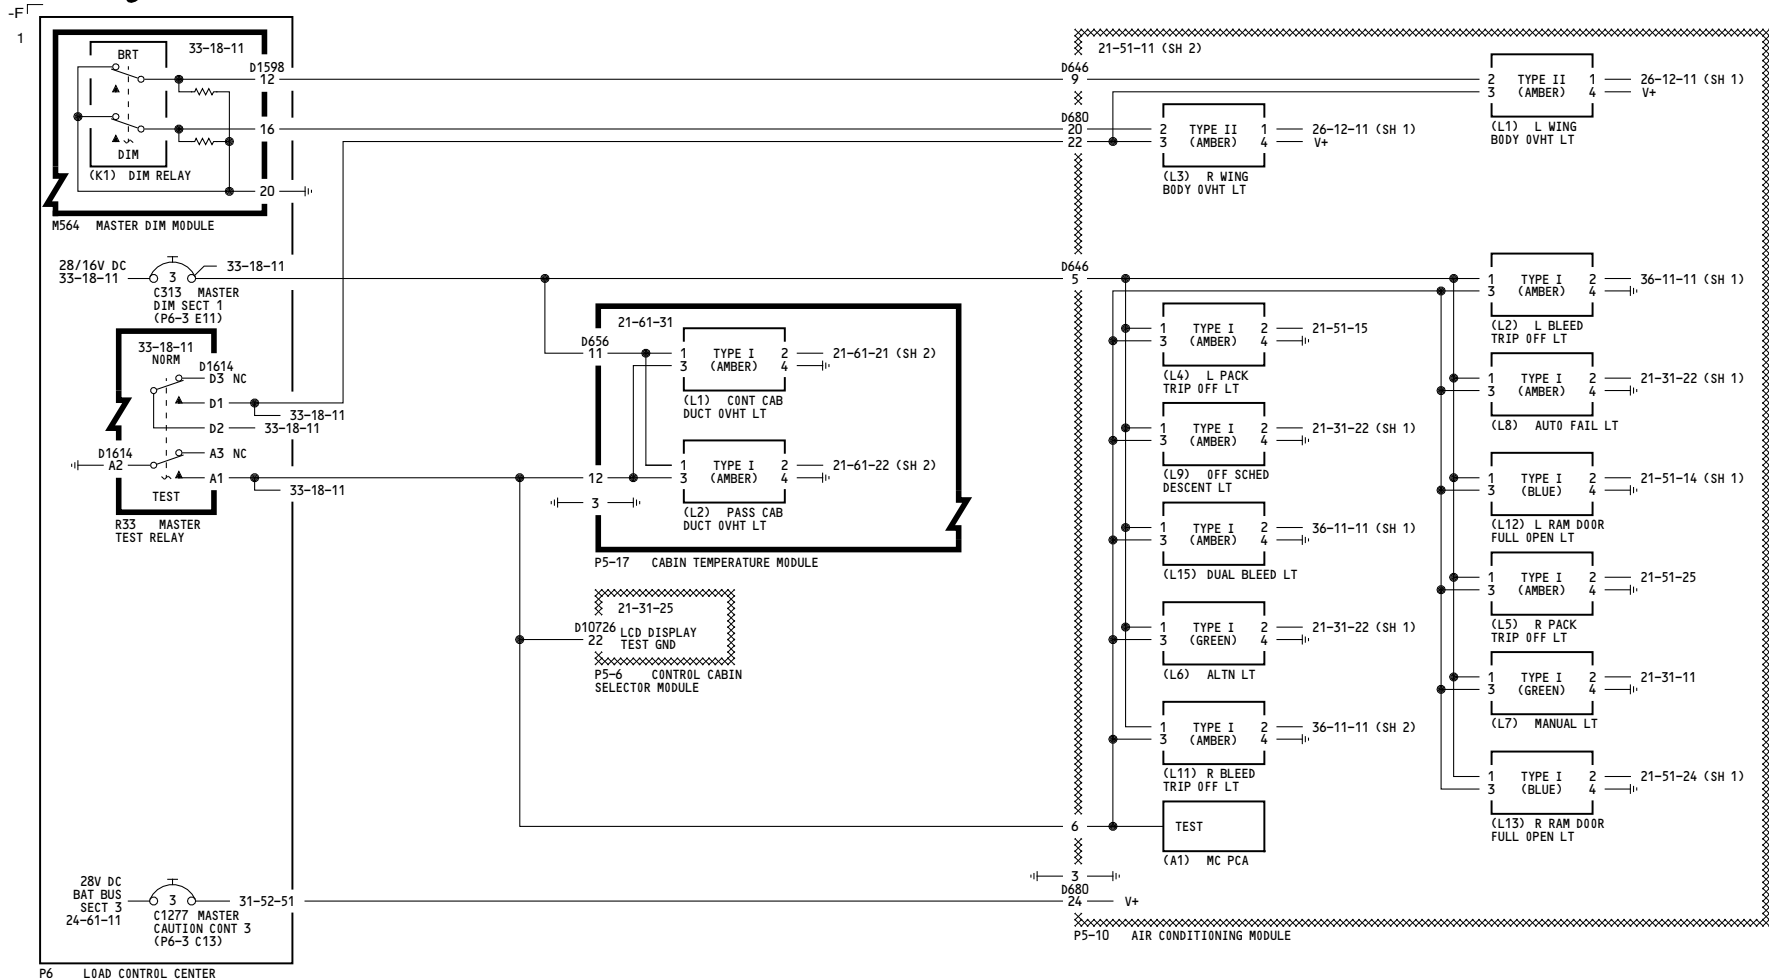 -F
1
BRT
33-18-11
DIM
(K1) DIM RELAY
D1598
12
16
20
M564 MASTER DIM MODULE
28/16V DC
33-18-11
3
33-18-11
C313 MASTER
DIM SECT 1
(P6-3 E11)
33-18-11
NORM
D1614
D3 NC
D1
33-18-11
D2
33-18-11
D1614
A2
A3 NC
A1
33-18-11
TEST
R33 MASTER
TEST RELAY
28V DC
BAT BUS
SECT 3
24-61-11
3
31-52-51
C1277 MASTER
CAUTION CONT 3
(P6-3 C13)
P6 LOAD CONTROL CENTER
21-61-31
D656
11
1 TYPE I 2
3 (AMBER) 4
21-61-21 (SH 2)
(L1) CONT CAB
DUCT OVHT LT
12
1 TYPE I 2
3 (AMBER) 4
21-61-22 (SH 2)
(L2) PASS CAB
DUCT OVHT LT
3
P5-17 CABIN TEMPERATURE MODULE
21-31-25
D10726
22
LCD DISPLAY
TEST GND
P5-6 CONTROL CABIN
SELECTOR MODULE
21-51-11 (SH 2)
D646
9
D680
20
22
2 TYPE II 1
3 (AMBER) 4
26-12-11 (SH 1)
V+
(L3) R WING
BODY OVHT LT
2 TYPE II 1
3 (AMBER) 4
26-12-11 (SH 1)
V+
(L1) L WING
BODY OVHT LT
D646
5
1 TYPE I 2
3 (AMBER) 4
21-51-15
(L4) L PACK
TRIP OFF LT
1 TYPE I 2
3 (AMBER) 4
21-31-22 (SH 1)
(L9) OFF SCHED
DESCENT LT
1 TYPE I 2
3 (AMBER) 4
36-11-11 (SH 1)
(L15) DUAL BLEED LT
1 TYPE I 2
3 (GREEN) 4
21-31-22 (SH 1)
(L6) ALTN LT
1 TYPE I 2
3 (AMBER) 4
36-11-11 (SH 2)
(L11) R BLEED
TRIP OFF LT
6
TEST
(A1) MC PCA
3
D680
24
V+
1 TYPE I 2
3 (AMBER) 4
36-11-11 (SH 1)
(L2) L BLEED
TRIP OFF LT
1 TYPE I 2
3 (AMBER) 4
21-31-22 (SH 1)
(L8) AUTO FAIL LT
1 TYPE I 2
3 (BLUE) 4
21-51-14 (SH 1)
(L12) L RAM DOOR
FULL OPEN LT
1 TYPE I 2
3 (AMBER) 4
21-51-25
(L5) R PACK
TRIP OFF LT
1 TYPE I 2
3 (GREEN) 4
21-31-11
(L7) MANUAL LT
1 TYPE I 2
3 (BLUE) 4
21-51-24 (SH 1)
(L13) R RAM DOOR
FULL OPEN LT
P5-10 AIR CONDITIONING MODULE